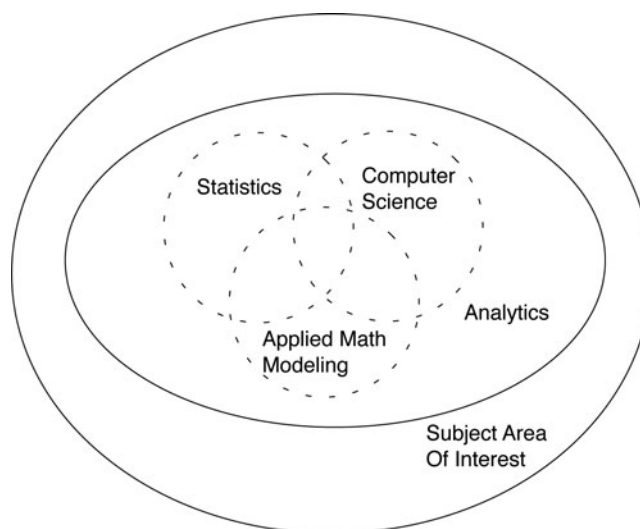 Statistics
Computer
Science
Analytics
Applied Math
Modeling
Subject Area
Of Interest